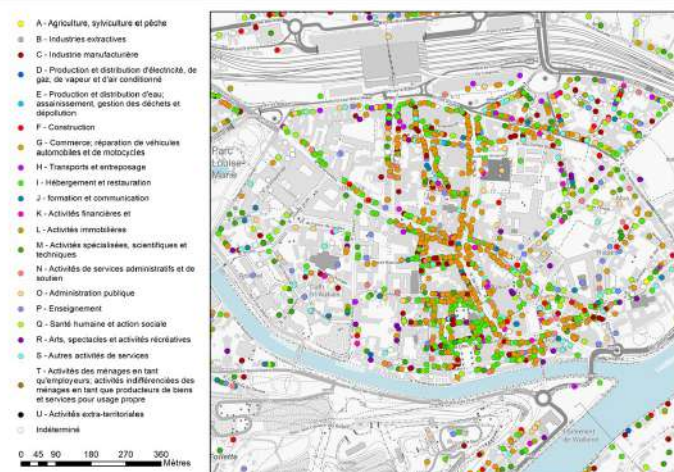 A - Agriculture, sylviculture et pêche
B - Industries extractives
C - Industrie manufacturière
D - Production et distribution d'électricité, de
gaz, de vapeur et d'air conditionné
E - Production et distribution d'eau;
assainissement, gestion des déchets et
dépollution
F - Construction
G - Commerce; réparation de véhicules
automobiles et de motocycles
H - Transports et entreposage
I - Hébergement et restauration
J - formation et communication
K - Activités financières et
L - Activités immobilières
M - Activités spécialisées, scientifiques et
techniques
N - Activités de services administratifs et de
soutien
O - Administration publique
P - Enseignement
Q - Santé humaine et action sociale
R - Arts, spectacles et activités récréatives
S - Autres activités de services
T - Activités des ménages en tant
qu'employeurs; activités indifférenciées des
ménages en tant que producteurs de biens
et services pour usage propre
U - Activités extra-territoriales
Indéterminé
0 45 90 180 270 360
Mètres
Parc
Louise-
Marie